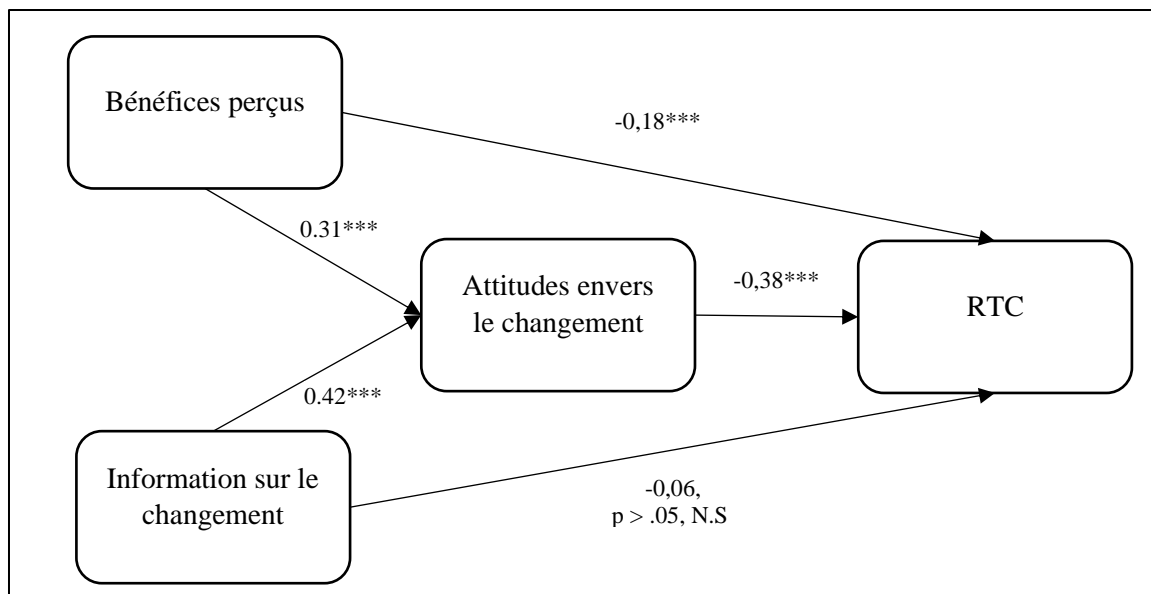 Bénéfices perçus
-0,18***
0.31***
Attitudes envers
le changement
-0,38***
RTC
0.42***
Information sur le
changement
-0,06,
p > .05, N.S